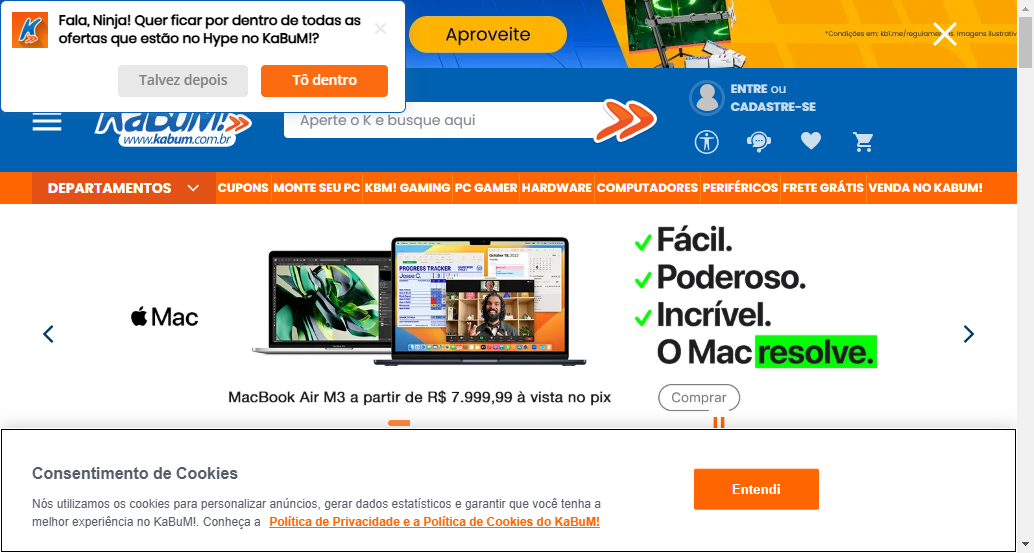 Fala, Ninja! Quer ficar por dentro de todas as
ofertas que estão no Hype no KaBuM!?
Talvez depois
Tô dentro
Aproveite
*Condições em: kb1.me/regulamentos. Imagens ilustrativ
KaBuM!
www.kabum.com.br
Aperte o K e busque aqui
ENTRE ou
CADASTRE-SE
DEPARTAMENTOS
CUPONS
MONTE SEU PC
KBM! GAMING
PC GAMER
HARDWARE
COMPUTADORES
PERIFÉRICOS
FRETE GRÁTIS
VENDA NO KABUM!
Mac
PROGRESS TRACKER
October 18, 2022
Fácil.
Poderoso.
Incrível.
O Mac resolve.
MacBook Air M3 a partir de R$ 7.999,99 à vista no pix
Comprar
Consentimento de Cookies
Nós utilizamos os cookies para personalizar anúncios, gerar dados estatísticos e garantir que você tenha a
melhor experiência no KaBuM!. Conheça a Política de Privacidade e a Política de Cookies do KaBuM!
Entendi